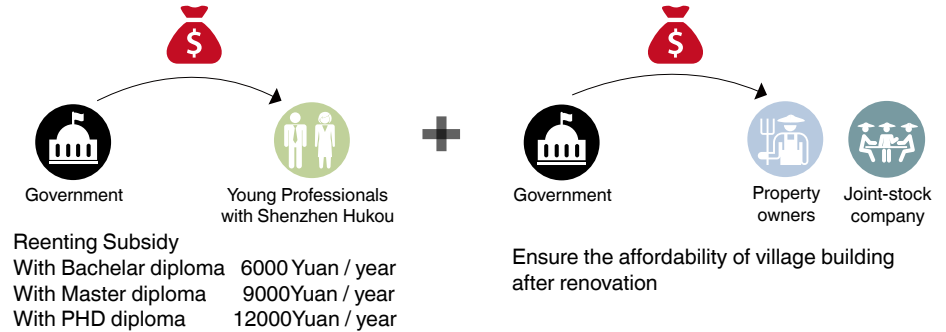 $
$
Government
Young Professionals
with Shenzhen Hukou
Government
Property
owners
Joint-stock
company
Reenting Subsidy
With Bachelar diploma 6000 Yuan / year
With Master diploma 9000Yuan / year
With PHD diploma 12000Yuan / year
Ensure the affordability of village building
after renovation